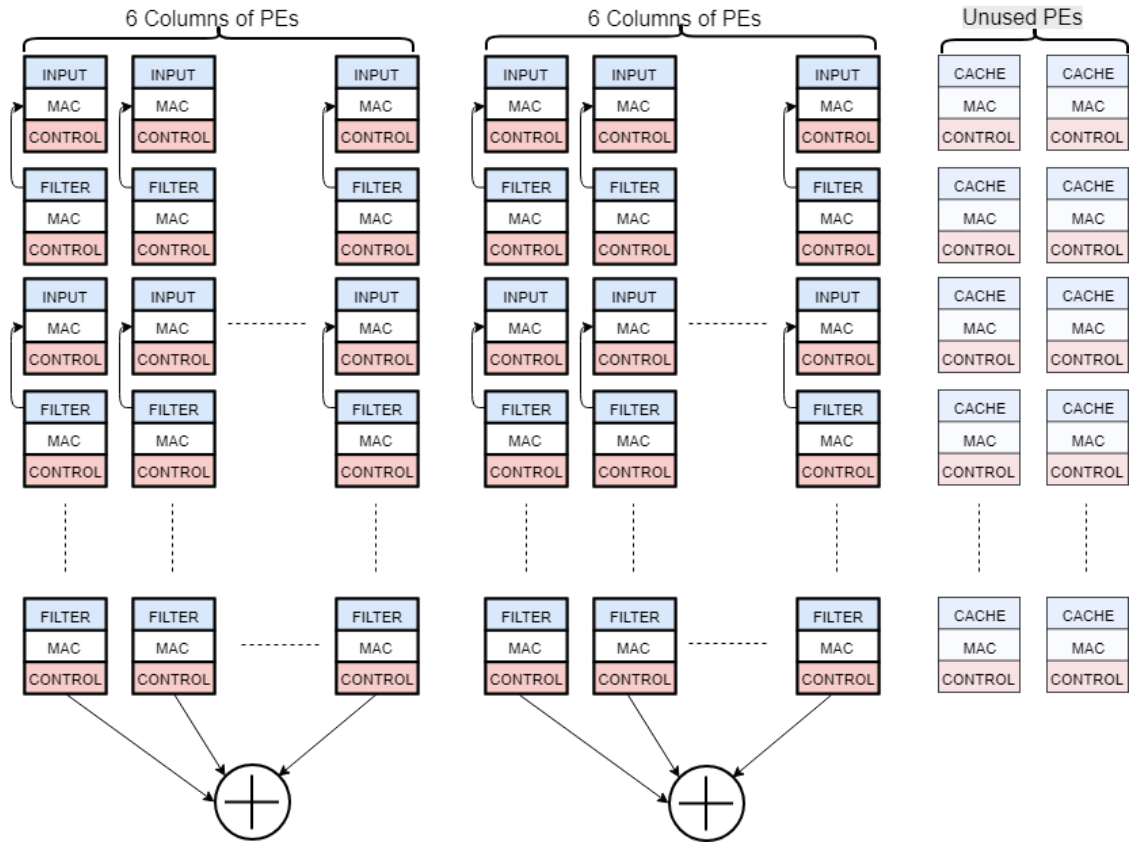 6 Columns of PEs 6 Columns of PEs Unused PEs
INPUT INPUT INPUT INPUT INPUT INPUT CACHE CACHE
MAC MAC MAC MAC MAC MAC MAC MAC
CONTROL CONTROL CONTROL CONTROL CONTROL CONTROL CONTROL CONTROL
FILTER FILTER FILTER FILTER FILTER FILTER CACHE CACHE
MAC MAC MAC MAC MAC MAC MAC MAC
CONTROL CONTROL CONTROL CONTROL CONTROL CONTROL CONTROL CONTROL
INPUT INPUT INPUT INPUT INPUT INPUT CACHE CACHE
MAC MAC MAC MAC MAC MAC MAC MAC
CONTROL CONTROL CONTROL CONTROL CONTROL CONTROL CONTROL CONTROL
FILTER FILTER FILTER FILTER FILTER FILTER CACHE CACHE
MAC MAC MAC MAC MAC MAC MAC MAC
CONTROL CONTROL CONTROL CONTROL CONTROL CONTROL CONTROL CONTROL
FILTER FILTER FILTER FILTER FILTER FILTER CACHE CACHE
MAC MAC MAC MAC MAC MAC MAC MAC
CONTROL CONTROL CONTROL CONTROL CONTROL CONTROL CONTROL CONTROL